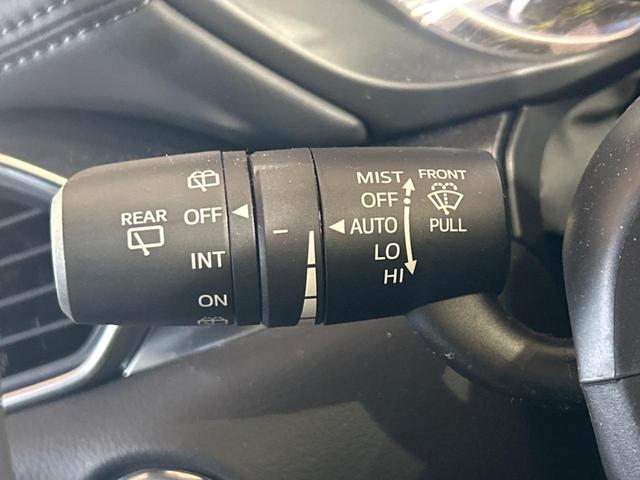 REAR
OFF
INT
ON
MIST
OFF
AUTO
LO
HI
FRONT
PULL